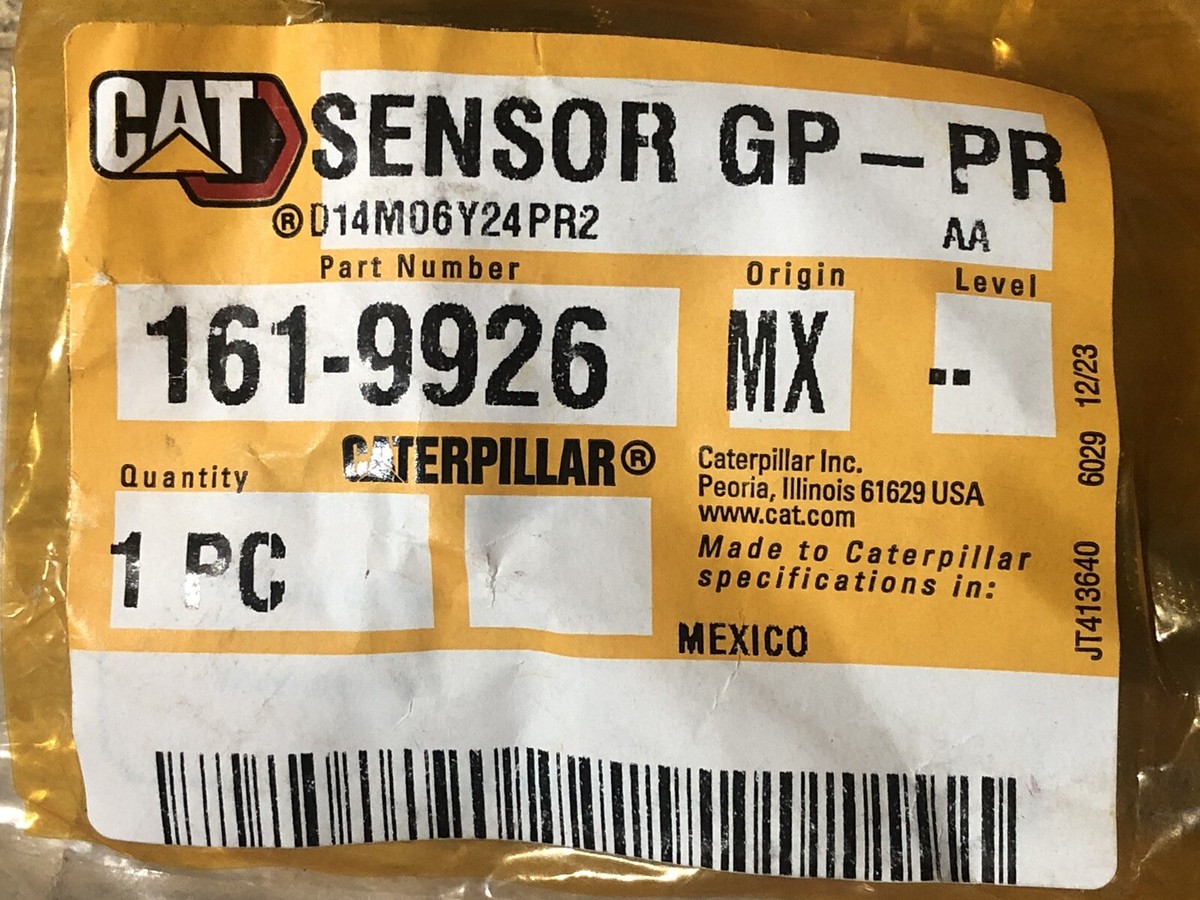 CAT SENSOR GP - PR
® D14M06Y24PR2 AA
Part Number Origin Level
161-9926 MX --
CATERPILLAR®
Quantity
1 PC
Caterpillar Inc.
Peoria, Illinois 61629 USA
www.cat.com
Made to Caterpillar
specifications in:
MEXICO
JT413640 6029 12/23